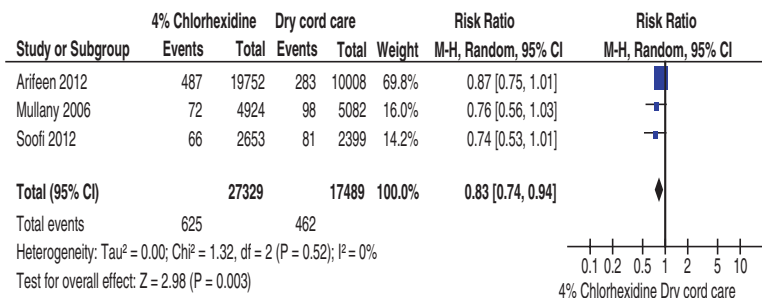 4% Chlorhexidine Dry cord care Risk Ratio Risk Ratio
Study or Subgroup Events Total Events Total Weight M-H, Random, 95% CI M-H, Random, 95% CI
Arifeen 2012 487 19752 283 10008 69.8% 0.87 [0.75, 1.01]
Mullany 2006 72 4924 98 5082 16.0% 0.76 [0.56, 1.03]
Soofi 2012 66 2653 81 2399 14.2% 0.74 [0.53, 1.01]
Total (95% CI) 27329 17489 100.0% 0.83 [0.74, 0.94]
Total events 625 462
Heterogeneity: Tau² = 0.00; Chi² = 1.32, df = 2 (P = 0.52); I² = 0%
Test for overall effect: Z = 2.98 (P = 0.003)
0.1 0.2 0.5 1 2 5 10
4% Chlorhexidine Dry cord care